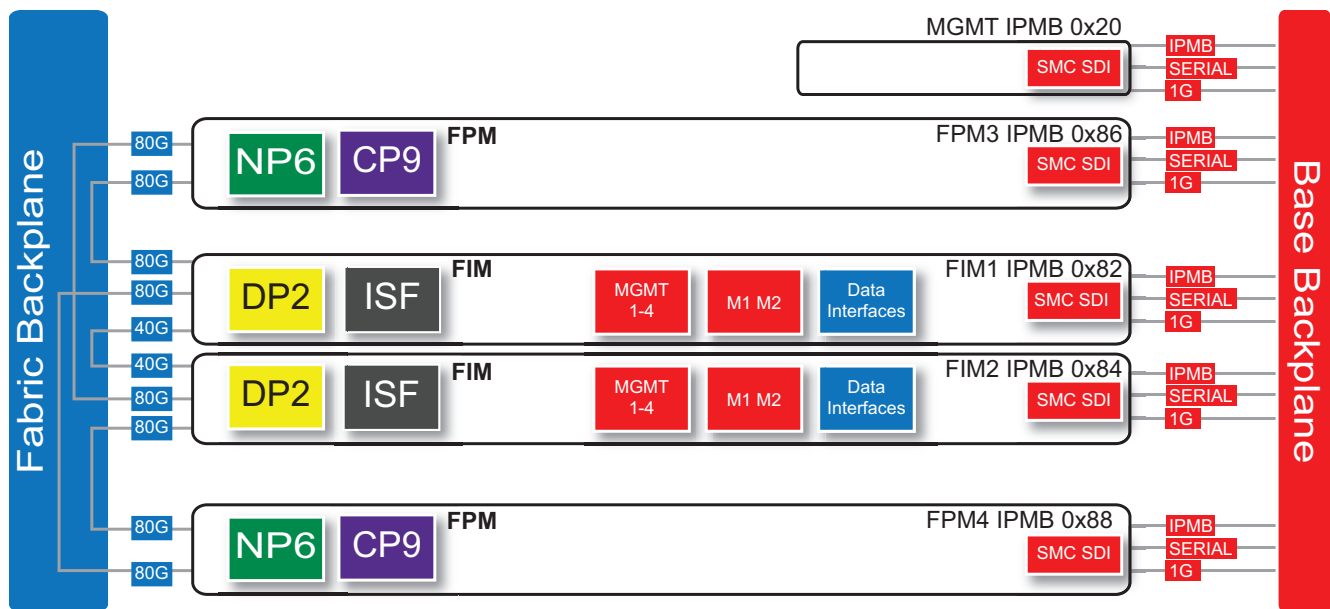 Fabric Backplane
MGMT IPMB 0x20
SMC SDI
IPMB
SERIAL
1G
80G
80G
NP6
CP9
FPM
FPM3 IPMB 0x86
SMC SDI
IPMB
SERIAL
1G
80G
80G
40G
DP2
ISF
FIM
MGMT
1-4
M1 M2
Data
Interfaces
FIM1 IPMB 0x82
SMC SDI
IPMB
SERIAL
1G
40G
80G
80G
DP2
ISF
FIM
MGMT
1-4
M1 M2
Data
Interfaces
FIM2 IPMB 0x84
SMC SDI
IPMB
SERIAL
1G
80G
80G
NP6
CP9
FPM
FPM4 IPMB 0x88
SMC SDI
IPMB
SERIAL
1G
Base Backplane